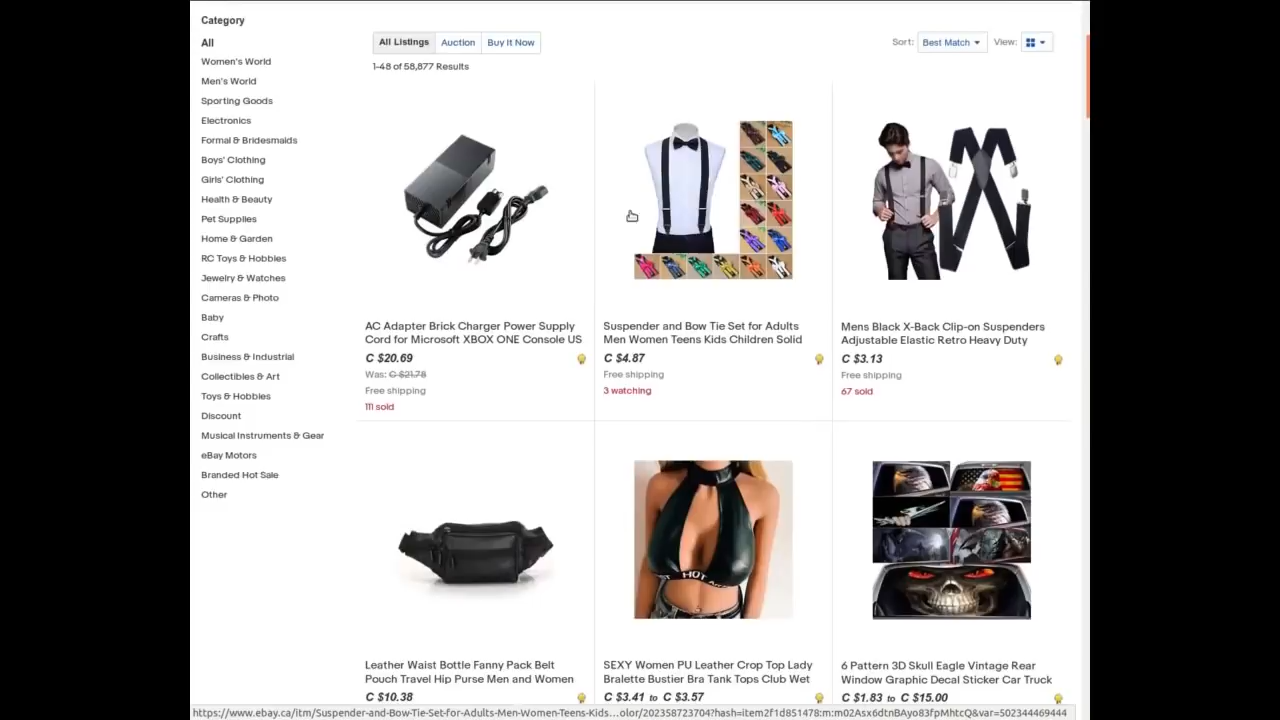 Category
All
Women's World
Men's World
Sporting Goods
Electronics
Formal & Bridesmaids
Boys' Clothing
Girls' Clothing
Health & Beauty
Pet Supplies
Home & Garden
RC Toys & Hobbies
Jewelry & Watches
Cameras & Photo
Baby
Crafts
Business & Industrial
Collectibles & Art
Toys & Hobbies
Discount
Musical Instruments & Gear
eBay Motors
Branded Hot Sale
Other
All Listings Auction Buy It Now
Sort: Best Match View:
1-48 of 58,877 Results
AC Adapter Brick Charger Power Supply
Cord for Microsoft XBOX ONE Console US
C $20.69
Was: C $21.78
Free shipping
111 sold
Suspender and Bow Tie Set for Adults
Men Women Teens Kids Children Solid
C $4.87
Free shipping
3 watching
Mens Black X-Back Clip-on Suspenders
Adjustable Elastic Retro Heavy Duty
C $3.13
Free shipping
67 sold
Leather Waist Bottle Fanny Pack Belt
Pouch Travel Hip Purse Men and Women
C $10.38
HOT
SEXY Women PU Leather Crop Top Lady
Bralette Bustier Bra Tank Tops Club Wet
C $3.41 to C $3.57
6 Pattern 3D Skull Eagle Vintage Rear
Window Graphic Decal Sticker Car Truck
C $1.83 to C $15.00
https://www.ebay.ca/itm/Suspender-and-Bow-Tie-Set-for-Adults-Men-Women-Teens-Kids...olor/202358723704?hash=item2f1d851478:m:m02Asx6dtnBAyo83fpMhtcQ&var=502344469444